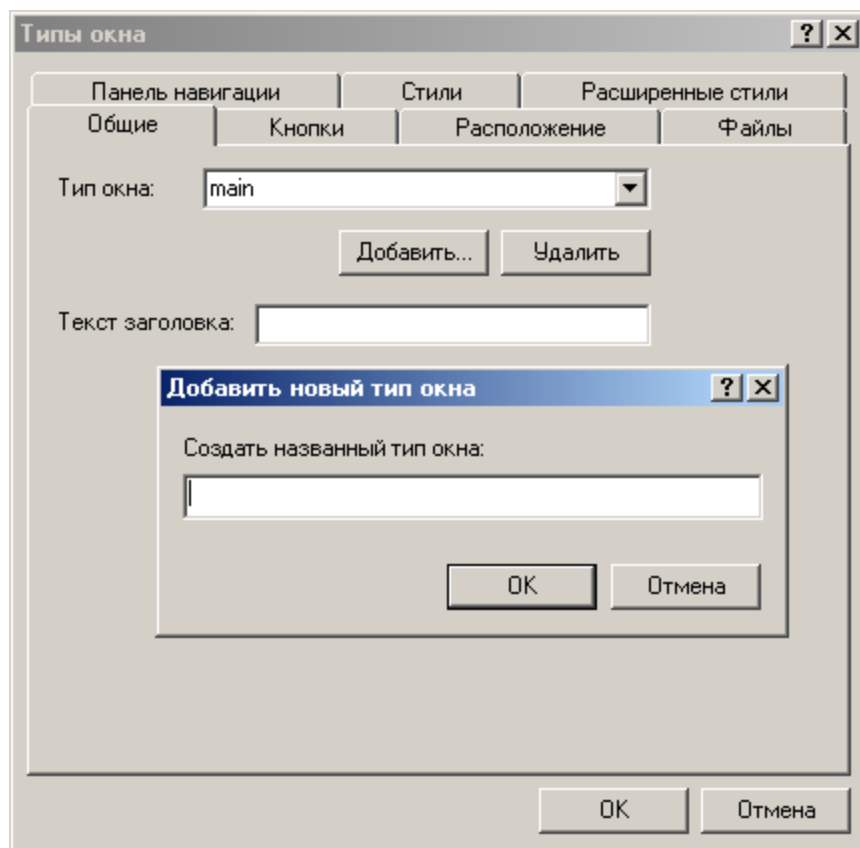 Типы окна
Панель навигации Стили Расширенные стили
Общие Кнопки Расположение Файлы
Тип окна: main
Добавить... Удалить
Текст заголовка:
Добавить новый тип окна
Создать названный тип окна:
OK Отмена
OK Отмена